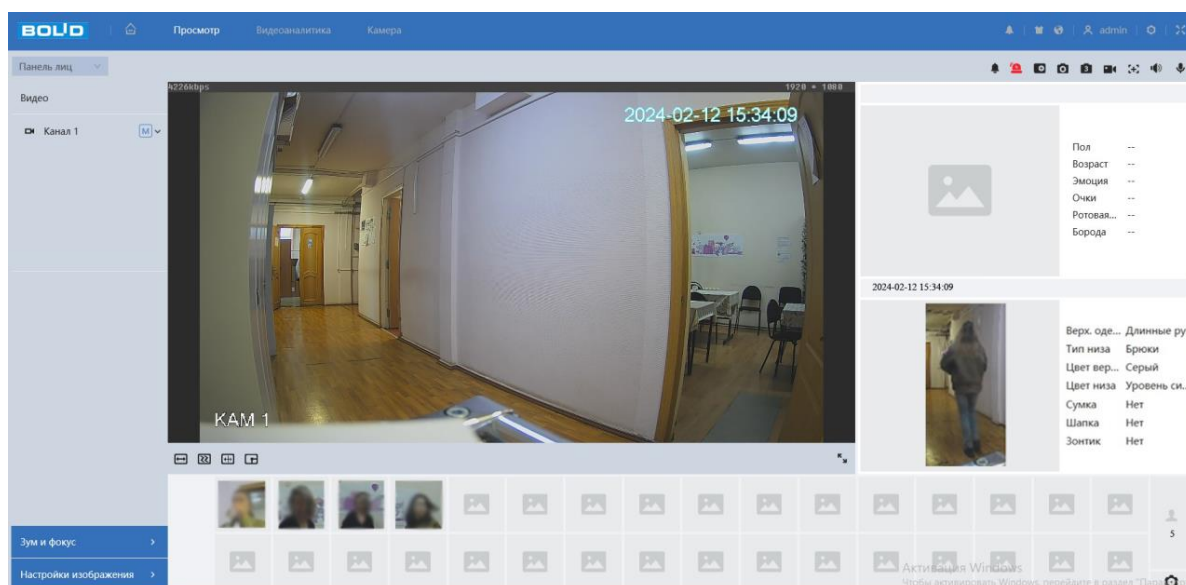 BOLID Просмотр Видеоаналитика Камера admin
Панель лиц
Видео
Канал 1 M
4226kbps 1920 * 1080
2024-02-12 15:34:09
КАМ 1
Пол --
Возраст --
Эмоция --
Очки --
Ротовая... --
Борода --
2024-02-12 15:34:09
Верх. оде... Длинные ру
Тип низа Брюки
Цвет вер... Серый
Цвет низа Уровень си...
Сумка Нет
Шапка Нет
Зонтик Нет
5
Зум и фокус
Настройки изображения
Активация Windows
Чтобы активировать Windows, перейдите в раздел "Пара